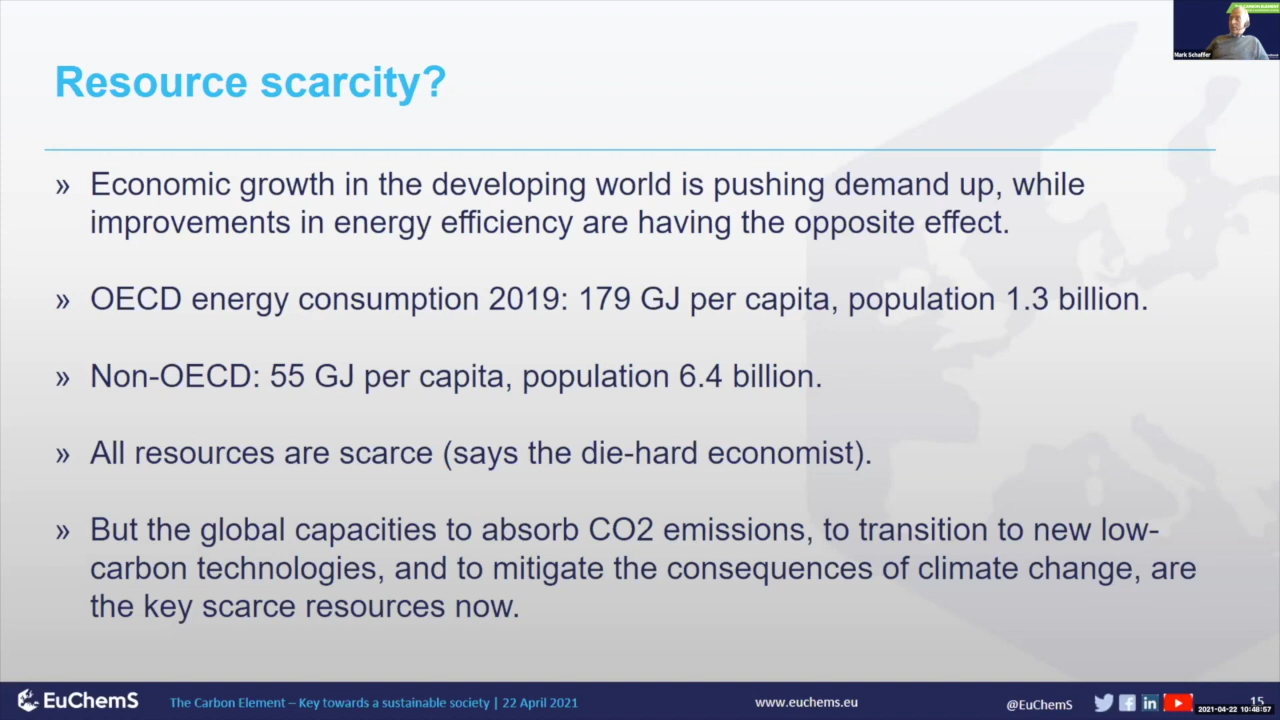 THE CARBON ELEMENT
Mark Schaffer
Resource scarcity?
» Economic growth in the developing world is pushing demand up, while
improvements in energy efficiency are having the opposite effect.
» OECD energy consumption 2019: 179 GJ per capita, population 1.3 billion.
» Non-OECD: 55 GJ per capita, population 6.4 billion.
» All resources are scarce (says the die-hard economist).
» But the global capacities to absorb CO2 emissions, to transition to new low-
carbon technologies, and to mitigate the consequences of climate change, are
the key scarce resources now.
EuChemS
The Carbon Element – Key towards a sustainable society | 22 April 2021
www.euchems.eu
@EuChemS
15
2021-04-22 10:48:57